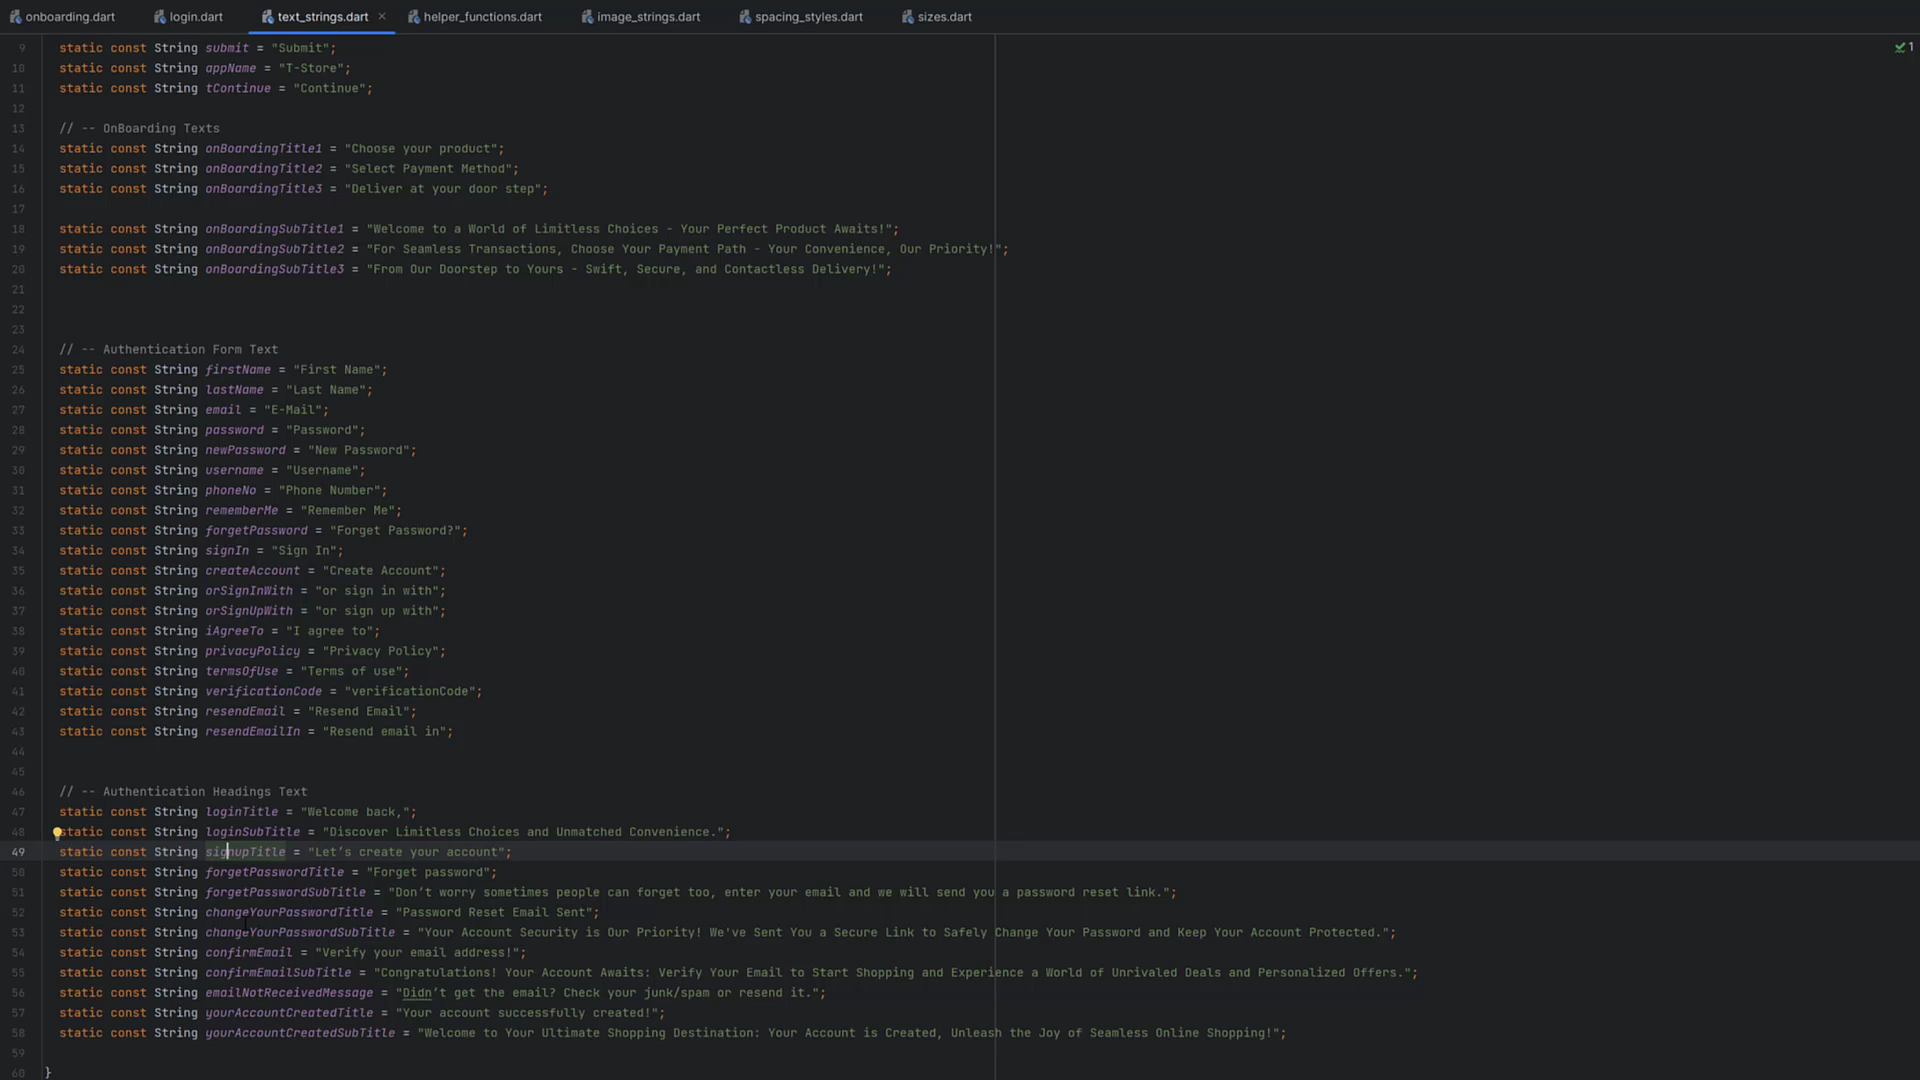 onboarding.dart login.dart text_strings.dart helper_functions.dart image_strings.dart spacing_styles.dart sizes.dart
1
9 static const String submit = "Submit";
10 static const String appName = "T-Store";
11 static const String tContinue = "Continue";
12
13 // -- OnBoarding Texts
14 static const String onBoardingTitle1 = "Choose your product";
15 static const String onBoardingTitle2 = "Select Payment Method";
16 static const String onBoardingTitle3 = "Deliver at your door step";
17
18 static const String onBoardingSubTitle1 = "Welcome to a World of Limitless Choices - Your Perfect Product Awaits!";
19 static const String onBoardingSubTitle2 = "For Seamless Transactions, Choose Your Payment Path - Your Convenience, Our Priority!";
20 static const String onBoardingSubTitle3 = "From Our Doorstep to Yours - Swift, Secure, and Contactless Delivery!";
21
22
23
24 // -- Authentication Form Text
25 static const String firstName = "First Name";
26 static const String lastName = "Last Name";
27 static const String email = "E-Mail";
28 static const String password = "Password";
29 static const String newPassword = "New Password";
30 static const String username = "Username";
31 static const String phoneNo = "Phone Number";
32 static const String rememberMe = "Remember Me";
33 static const String forgetPassword = "Forget Password?";
34 static const String signIn = "Sign In";
35 static const String createAccount = "Create Account";
36 static const String orSignInWith = "or sign in with";
37 static const String orSignUpWith = "or sign up with";
38 static const String iAgreeTo = "I agree to";
39 static const String privacyPolicy = "Privacy Policy";
40 static const String termsOfUse = "Terms of use";
41 static const String verificationCode = "verificationCode";
42 static const String resendEmail = "Resend Email";
43 static const String resendEmailIn = "Resend email in";
44
45
46 // -- Authentication Headings Text
47 static const String loginTitle = "Welcome back,";
48 static const String loginSubTitle = "Discover Limitless Choices and Unmatched Convenience.";
49 static const String signupTitle = "Let’s create your account";
50 static const String forgetPasswordTitle = "Forget password";
51 static const String forgetPasswordSubTitle = "Don’t worry sometimes people can forget too, enter your email and we will send you a password reset link.";
52 static const String changeYourPasswordTitle = "Password Reset Email Sent";
53 static const String changeYourPasswordSubTitle = "Your Account Security is Our Priority! We've Sent You a Secure Link to Safely Change Your Password and Keep Your Account Protected.";
54 static const String confirmEmail = "Verify your email address!";
55 static const String confirmEmailSubTitle = "Congratulations! Your Account Awaits: Verify Your Email to Start Shopping and Experience a World of Unrivaled Deals and Personalized Offers.";
56 static const String emailNotReceivedMessage = "Didn’t get the email? Check your junk/spam or resend it.";
57 static const String yourAccountCreatedTitle = "Your account successfully created!";
58 static const String yourAccountCreatedSubTitle = "Welcome to Your Ultimate Shopping Destination: Your Account is Created, Unleash the Joy of Seamless Online Shopping!";
59
60 }